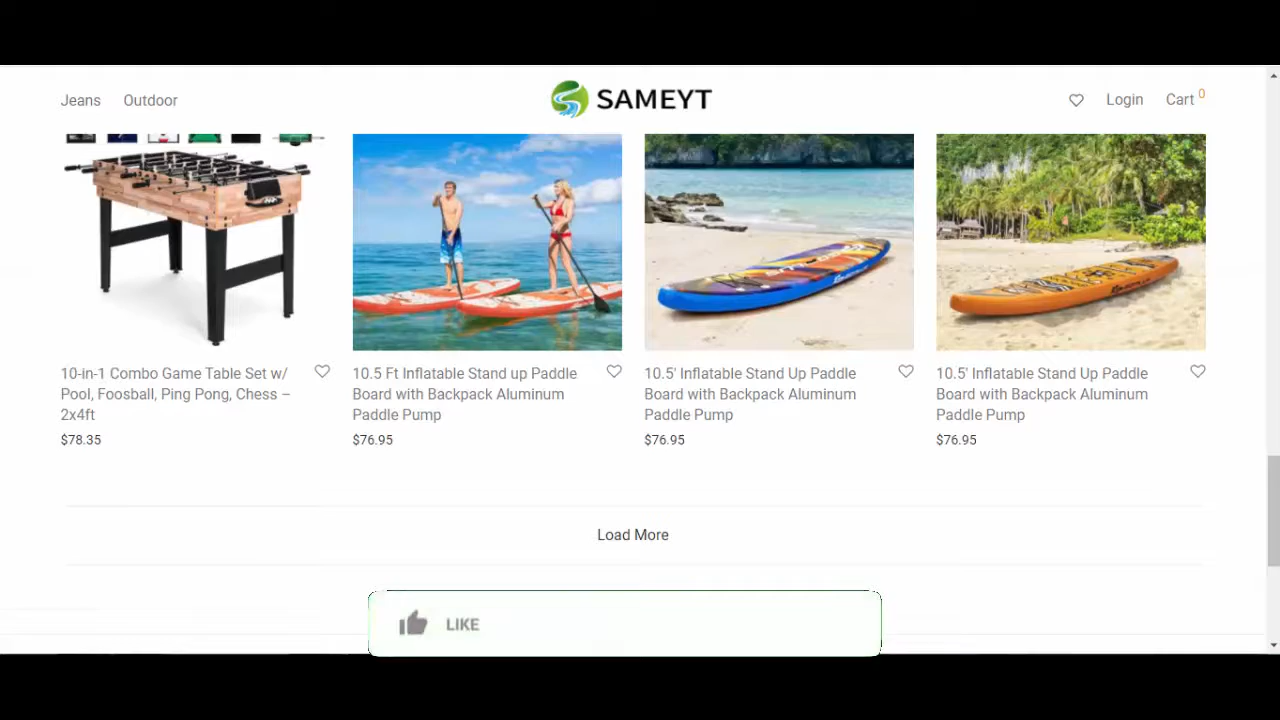 Jeans Outdoor
SAMEYT
Login Cart 0
10-in-1 Combo Game Table Set w/
Pool, Foosball, Ping Pong, Chess –
2x4ft
$78.35
10.5 Ft Inflatable Stand up Paddle
Board with Backpack Aluminum
Paddle Pump
$76.95
10.5' Inflatable Stand Up Paddle
Board with Backpack Aluminum
Paddle Pump
$76.95
10.5' Inflatable Stand Up Paddle
Board with Backpack Aluminum
Paddle Pump
$76.95
Load More
LIKE